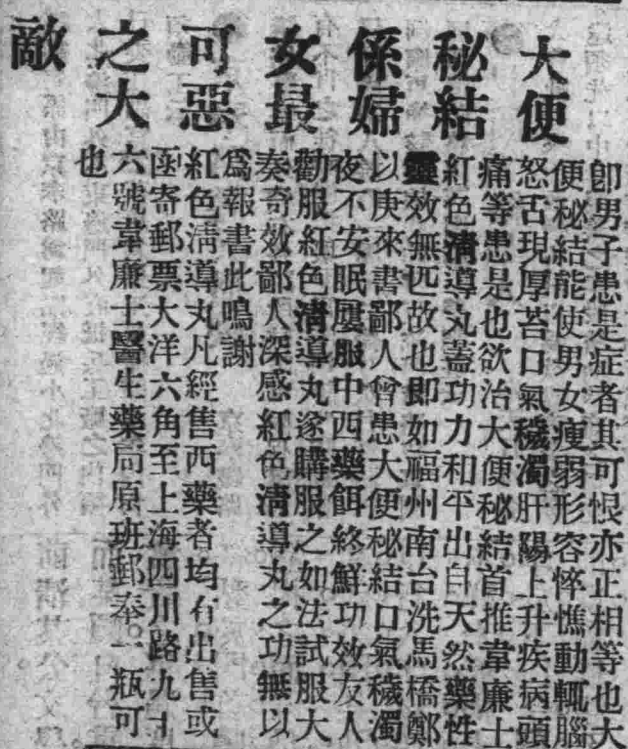 大便
秘結
係婦
女最
可惡
之大
敵
卽男子患是症者其可恨亦正相等也大
便秘結能使男女瘦弱形容悴憔動輒腦
怒舌現厚苔口氣穢濁肝陽上升疾病頭
痛等患是也欲治大便秘結首推韋廉士
紅色清導丸蓋功力和平出自天然藥性
靈效無匹故也卽如福州南台洗馬橋鄭
以庚來書鄙人曾患大便秘結口氣穢濁
夜不安眠屢服中西藥餌終鮮功效友人
勸服紅色清導丸遂購服之如法試服大
奏奇效鄙人深感紅色清導丸之功無以
爲報書此鳴謝
紅色清導丸凡經售西藥者均有出售或
函寄郵票大洋六角至上海四川路九十
六號韋廉士醫生藥局原班郵奉一瓶可
也